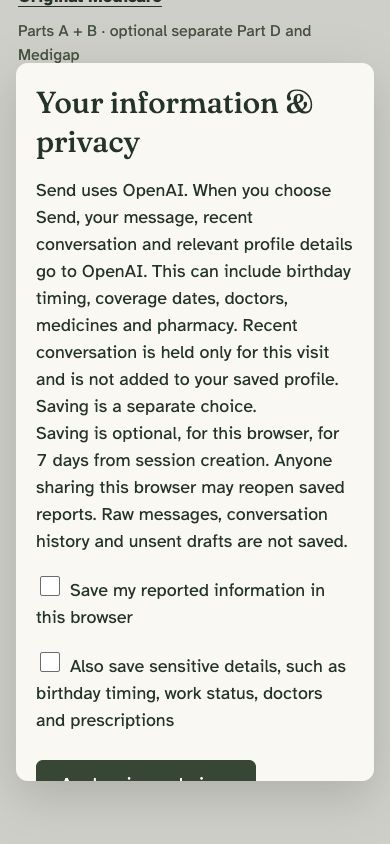 Original Medicare
Parts A + B · optional separate Part D and
Medigap
Your information &
privacy
Send uses OpenAI. When you choose
Send, your message, recent
conversation and relevant profile details
go to OpenAI. This can include birthday
timing, coverage dates, doctors,
medicines and pharmacy. Recent
conversation is held only for this visit
and is not added to your saved profile.
Saving is a separate choice.
Saving is optional, for this browser, for
7 days from session creation. Anyone
sharing this browser may reopen saved
reports. Raw messages, conversation
history and unsent drafts are not saved.
Save my reported information in
this browser
Also save sensitive details, such as
birthday timing, work status, doctors
and prescriptions